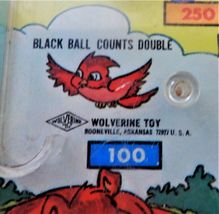 250
BLACK BALL COUNTS DOUBLE
WOLVERINE
WOLVERINE TOY
BOONEVILLE, ARKANSAS 72927 U. S. A.
100